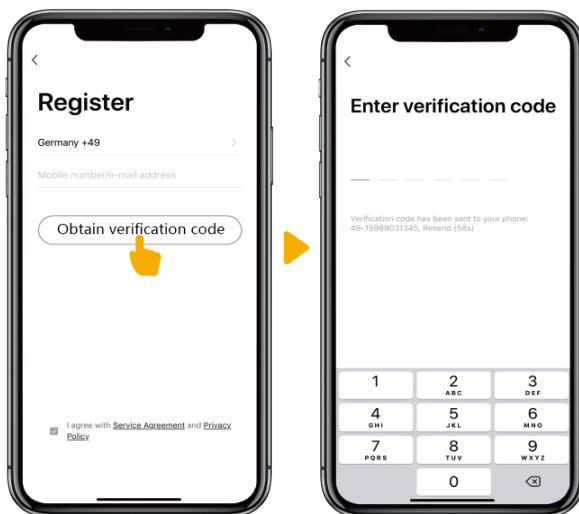 Register
Germany +49
Mobile number/e-mail address
Obtain verification code
I agree with Service Agreement and Privacy
Policy
Enter verification code
Verification code has been sent to your phone:
49-15989031345, Resend (58s)
1
2
ABC
3
DEF
4
GHI
5
JKL
6
MNO
7
PQRS
8
TUV
9
WXYZ
0